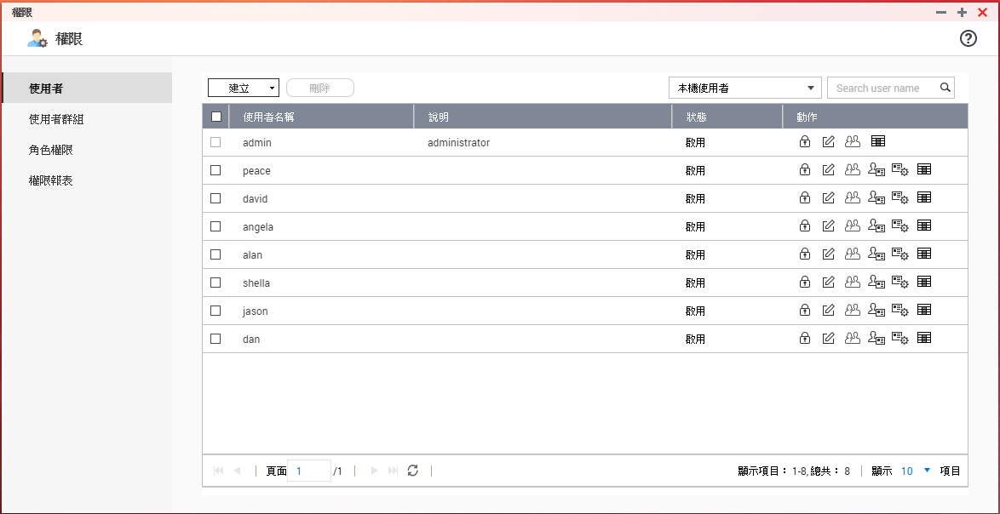 權限
權限
使用者
使用者群組
角色權限
權限報表
建立 刪除 本機使用者 Search user name
使用者名稱 說明 狀態 動作
admin administrator 啟用
peace 啟用
david 啟用
angela 啟用
alan 啟用
shella 啟用
jason 啟用
dan 啟用
頁面 1 /1 顯示項目： 1-8, 總共： 8 | 顯示 10 項目